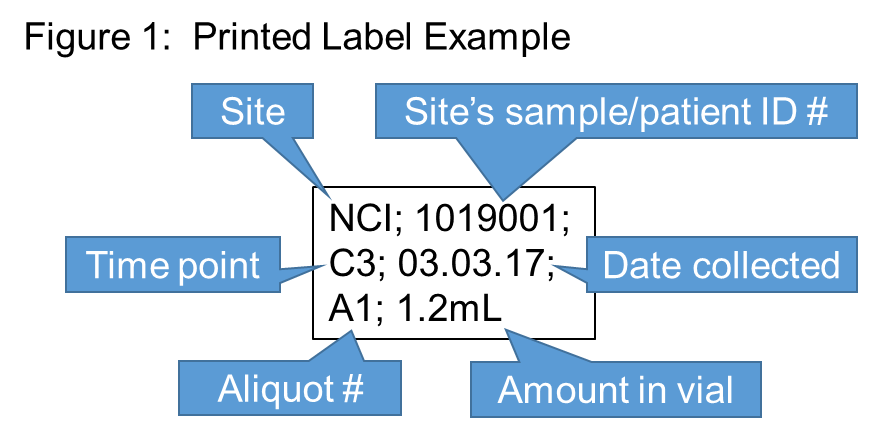 Figure 1:  Printed Label Example
Site
Site’s sample/patient ID #
NCI; 1019001;
Time point
C3; 03.03.17;
Date collected
A1; 1.2mL
Aliquot #
Amount in vial